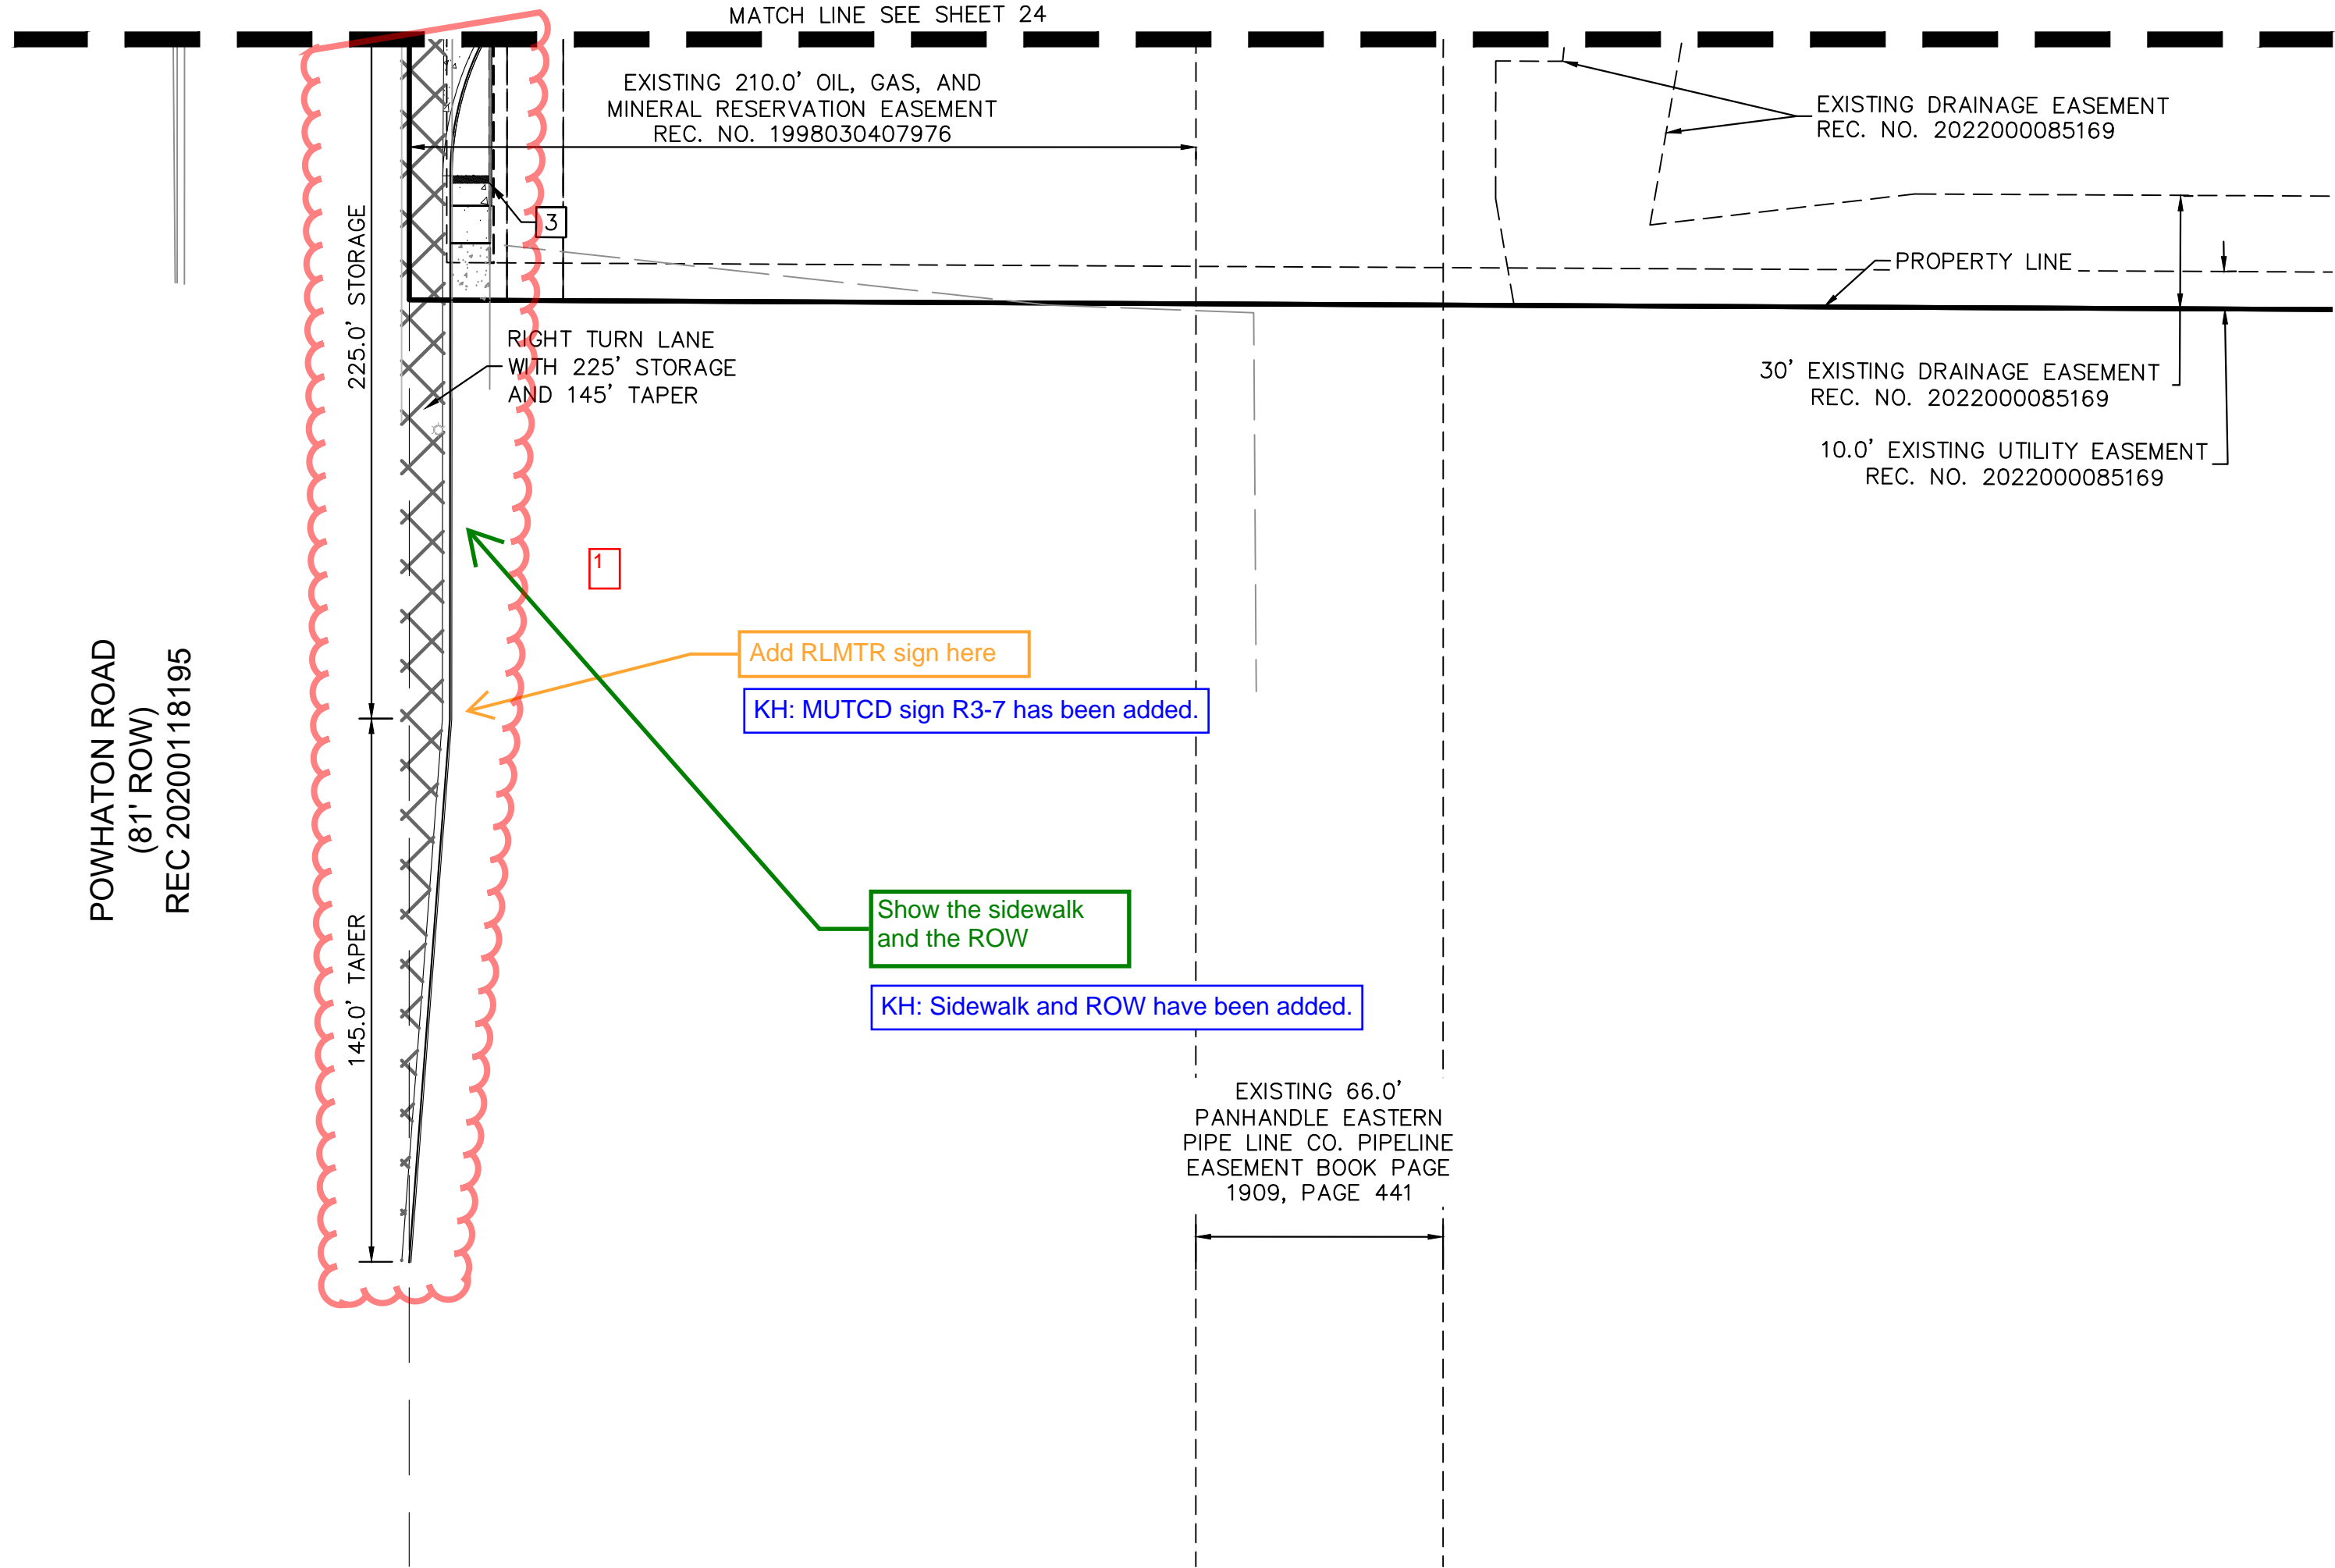 MATCH LINE SEE SHEET 24
EXISTING 210.0' OIL, GAS, AND
MINERAL RESERVATION EASEMENT
REC. NO. 1998030407976
EXISTING DRAINAGE EASEMENT
REC. NO. 2022000085169
3
PROPERTY LINE
225.0' STORAGE
RIGHT TURN LANE
WITH 225' STORAGE
AND 145' TAPER
30' EXISTING DRAINAGE EASEMENT
REC. NO. 2022000085169
10.0' EXISTING UTILITY EASEMENT
REC. NO. 2022000085169
1
Add RLMTR sign here
KH: MUTCD sign R3-7 has been added.
POWHATON ROAD
(81' ROW)
REC 2020000118195
145.0' TAPER
Show the sidewalk
and the ROW
KH: Sidewalk and ROW have been added.
EXISTING 66.0'
PANHANDLE EASTERN
PIPE LINE CO. PIPELINE
EASEMENT BOOK PAGE
1909, PAGE 441